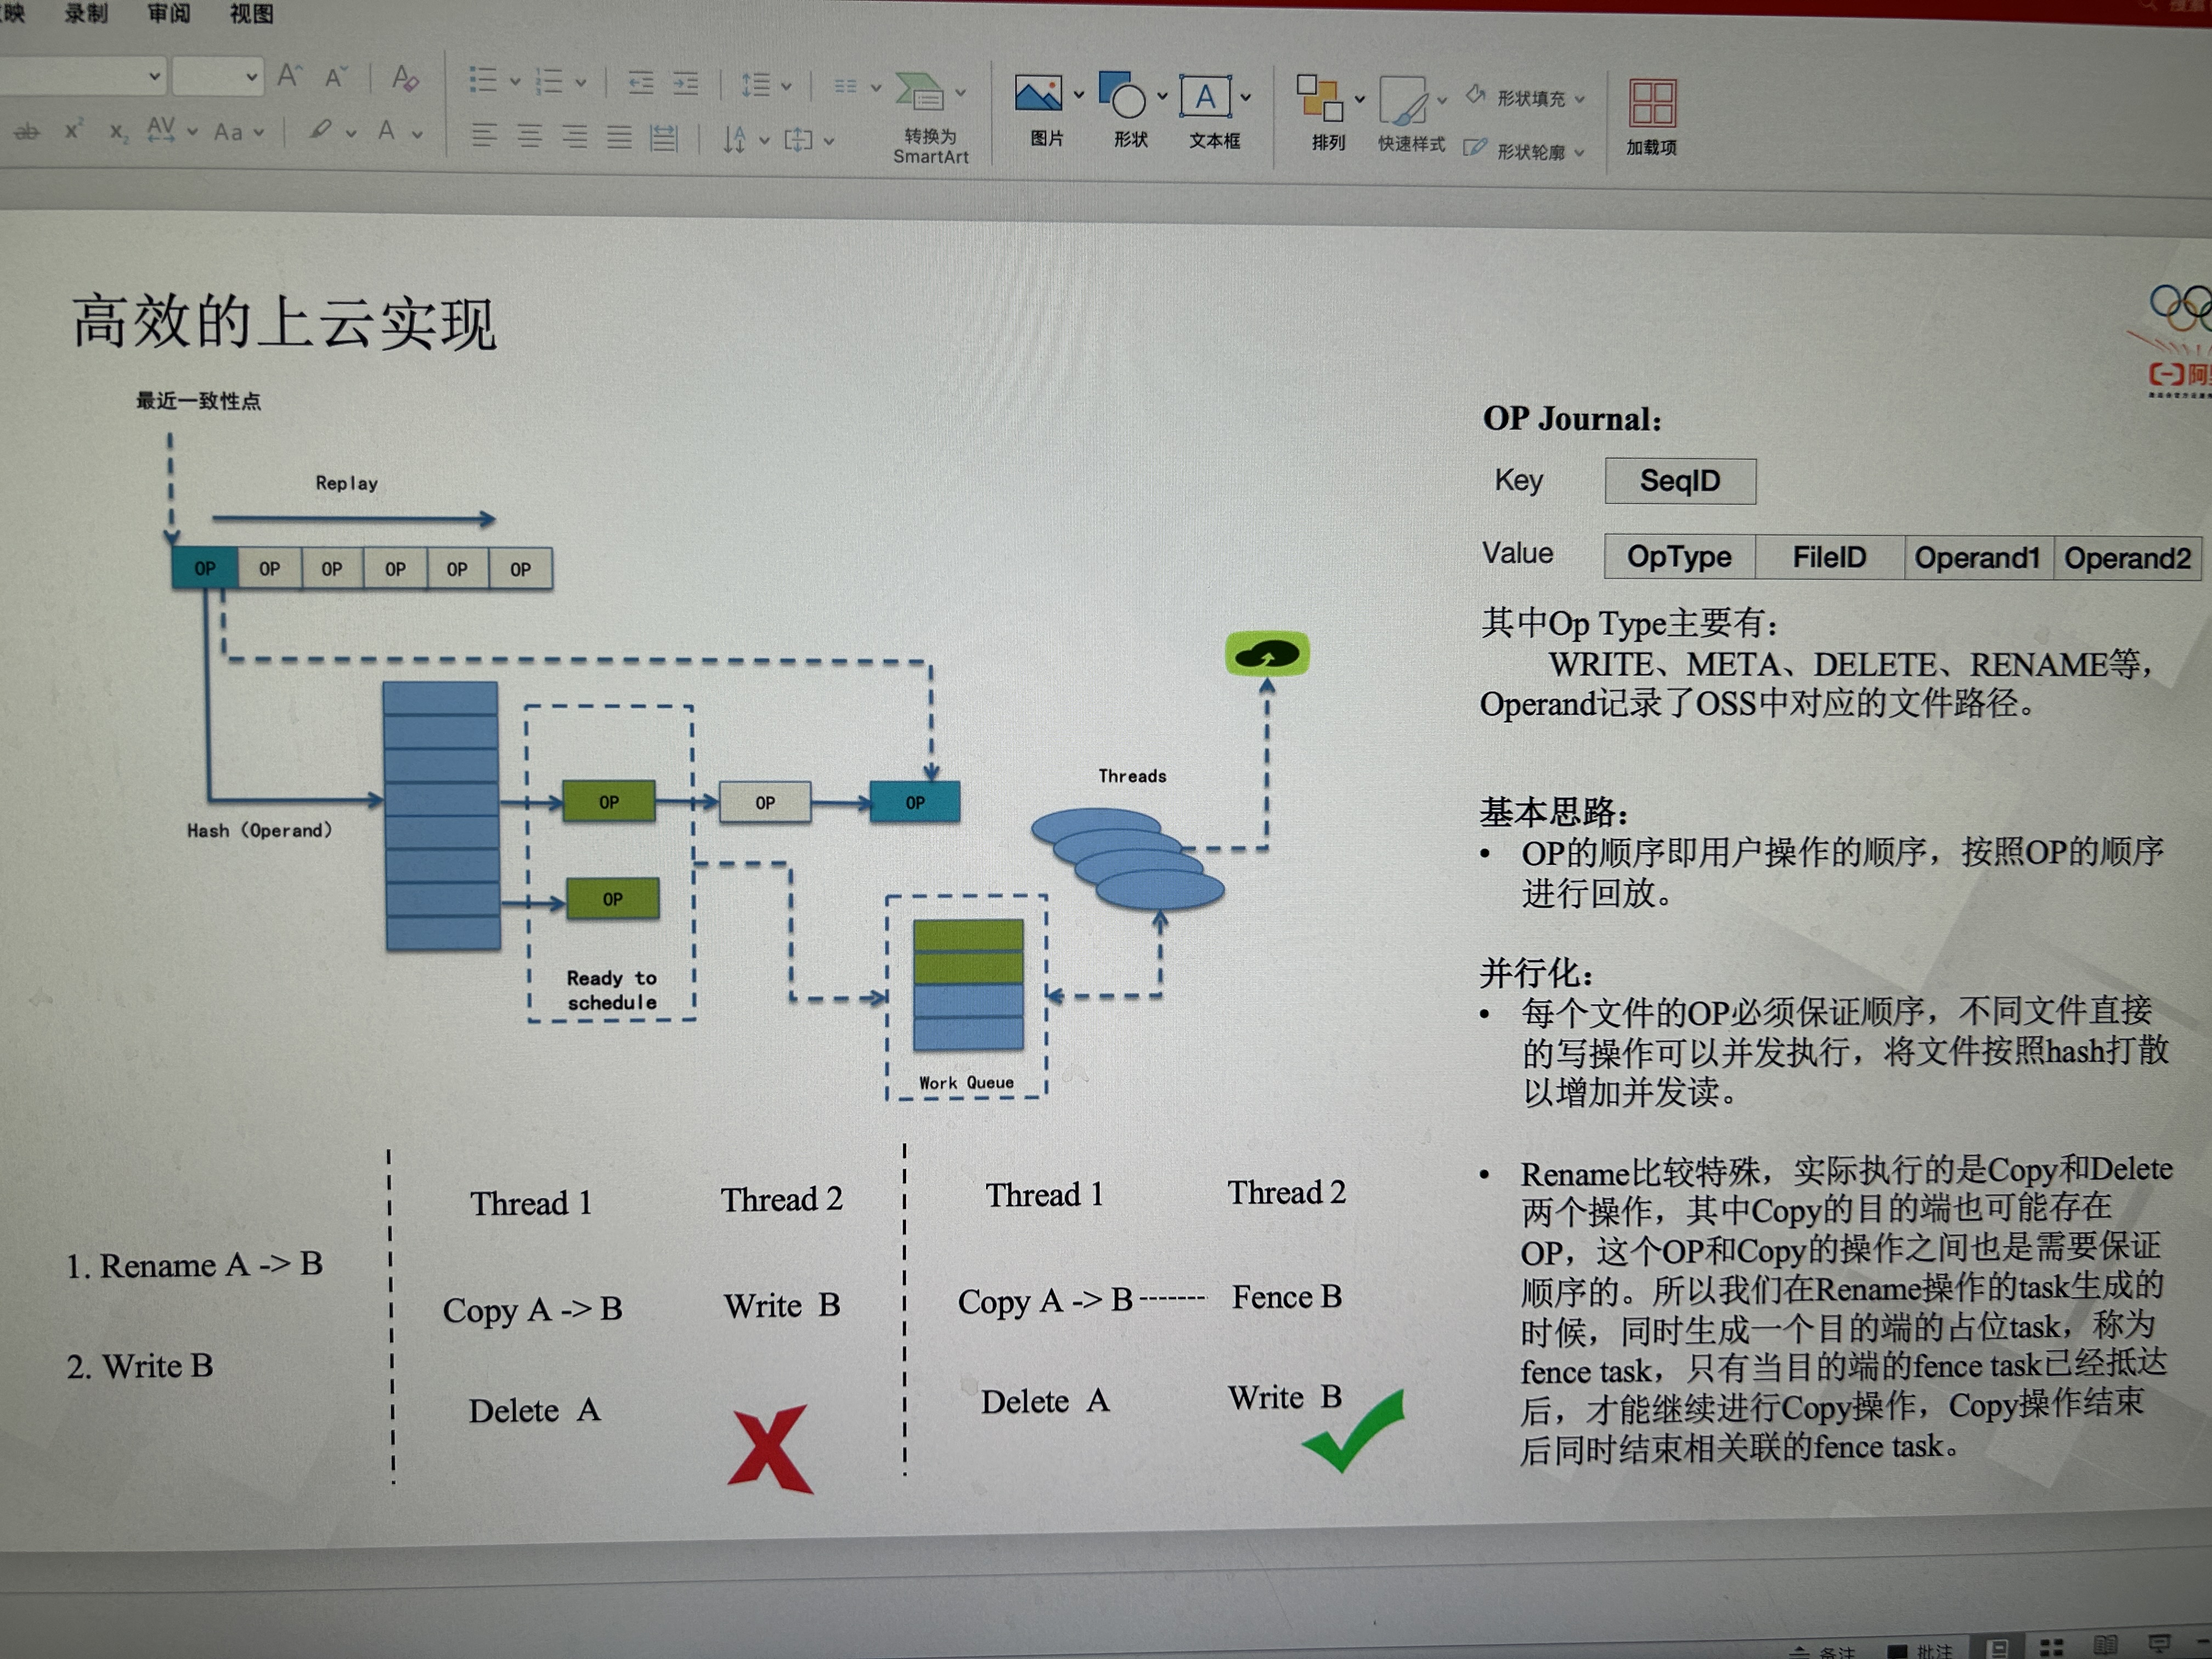 录制 审阅 视图
Aa
A
转换为
SmartArt
图片
形状
A
文本框
排列
快速样式
形状填充
形状轮廓
加载项
高效的上云实现
最近一致性点
Replay
OP OP OP OP OP OP
Hash（Operand）
OP OP OP
OP
Ready to
schedule
Threads
Work Queue
1. Rename A -> B
2. Write B
Thread 1 Thread 2
Copy A -> B Write B
Delete A
Thread 1 Thread 2
Copy A -> B Fence B
Delete A Write B
OP Journal：
Key SeqID
Value OpType FileID Operand1 Operand2
其中Op Type主要有：
WRITE、META、DELETE、RENAME等，
Operand记录了OSS中对应的文件路径。
基本思路：
• OP的顺序即用户操作的顺序，按照OP的顺序
进行回放。
并行化：
• 每个文件的OP必须保证顺序，不同文件直接
的写操作可以并发执行，将文件按照hash打散
以增加并发读。
• Rename比较特殊，实际执行的是Copy和Delete
两个操作，其中Copy的目的端也可能存在
OP，这个OP和Copy的操作之间也是需要保证
顺序的。所以我们在Rename操作的task生成的
时候，同时生成一个目的端的占位task，称为
fence task，只有当目的端的fence task已经抵达
后，才能继续进行Copy操作，Copy操作结束
后同时结束相关联的fence task。
备注 批注